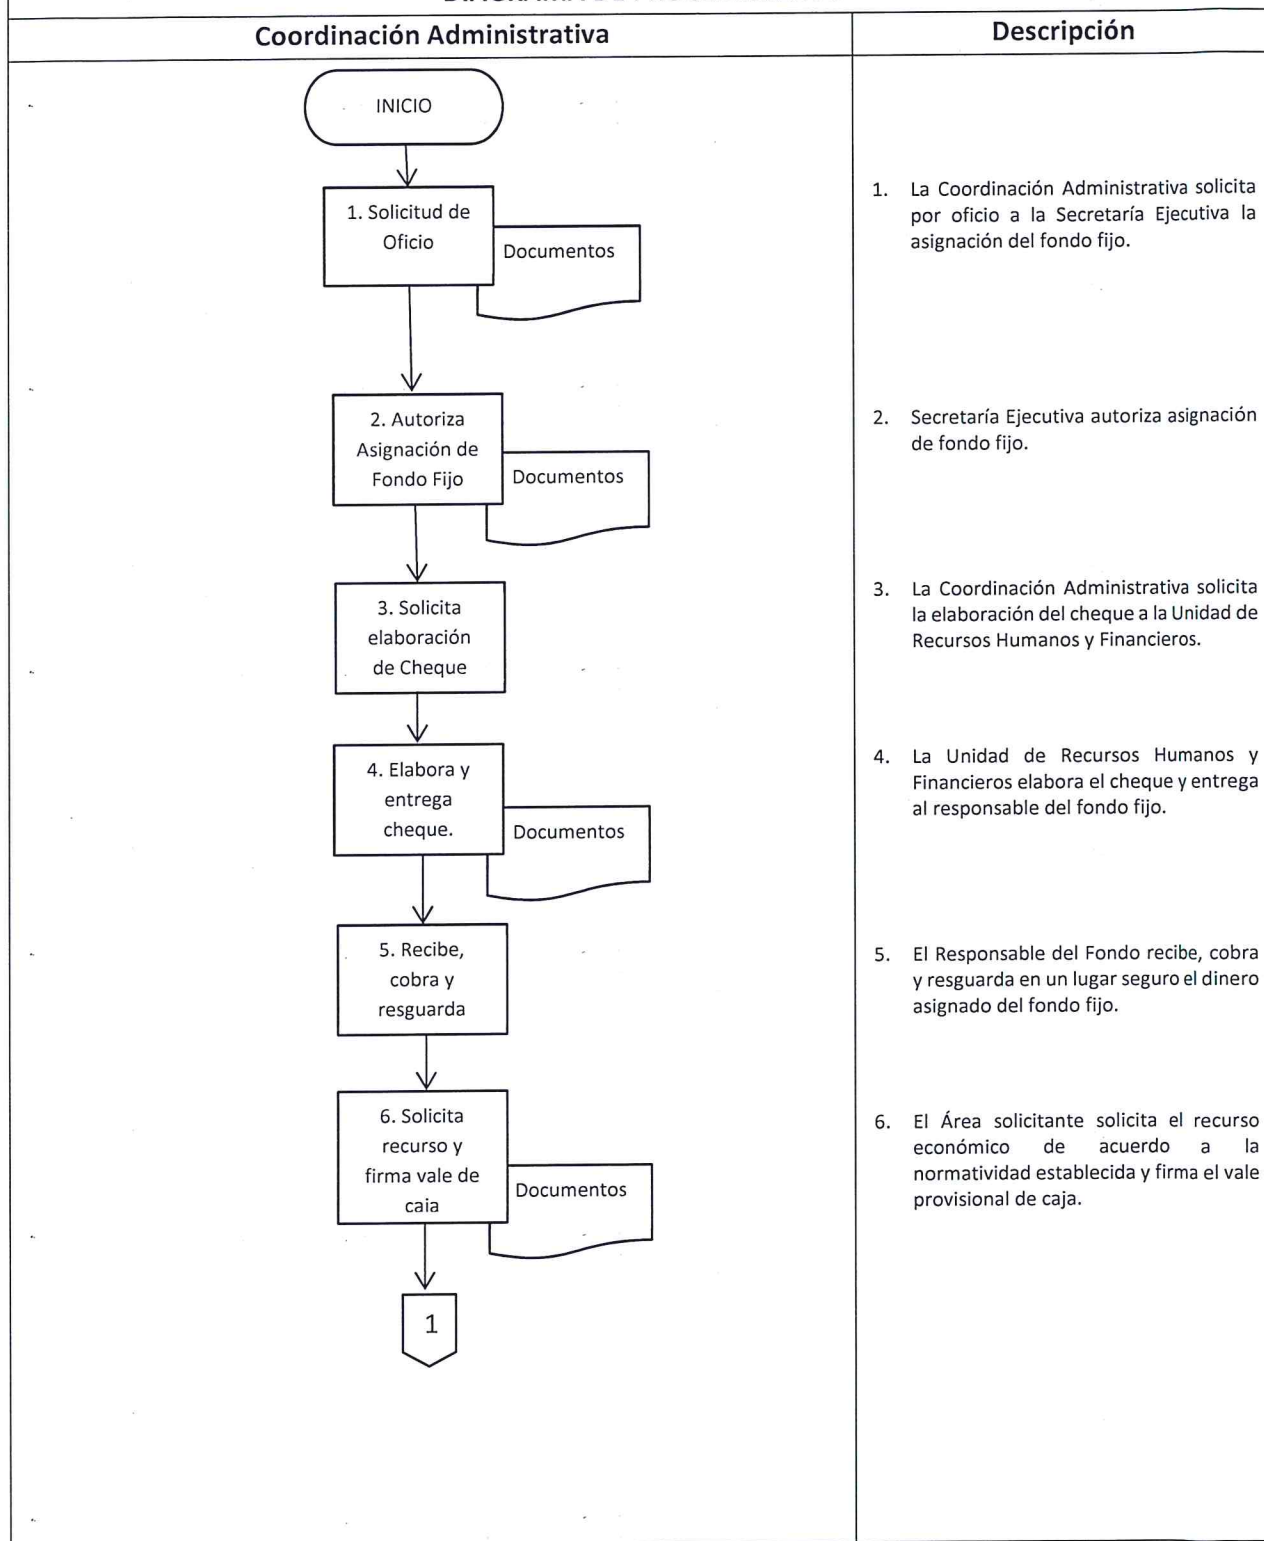 Coordinación Administrativa
Descripción
INICIO
1. Solicitud de
Oficio
Documentos
1. La Coordinación Administrativa solicita
por oficio a la Secretaría Ejecutiva la
asignación del fondo fijo.
2. Autoriza
Asignación de
Fondo Fijo
Documentos
2. Secretaría Ejecutiva autoriza asignación
de fondo fijo.
3. Solicita
elaboración
de Cheque
3. La Coordinación Administrativa solicita
la elaboración del cheque a la Unidad de
Recursos Humanos y Financieros.
4. Elabora y
entrega
cheque.
Documentos
4. La Unidad de Recursos Humanos y
Financieros elabora el cheque y entrega
al responsable del fondo fijo.
5. Recibe,
cobra y
resguarda
5. El Responsable del Fondo recibe, cobra
y resguarda en un lugar seguro el dinero
asignado del fondo fijo.
6. Solicita
recurso y
firma vale de
caja
Documentos
6. El Área solicitante solicita el recurso
económico de acuerdo a la
normatividad establecida y firma el vale
provisional de caja.
1